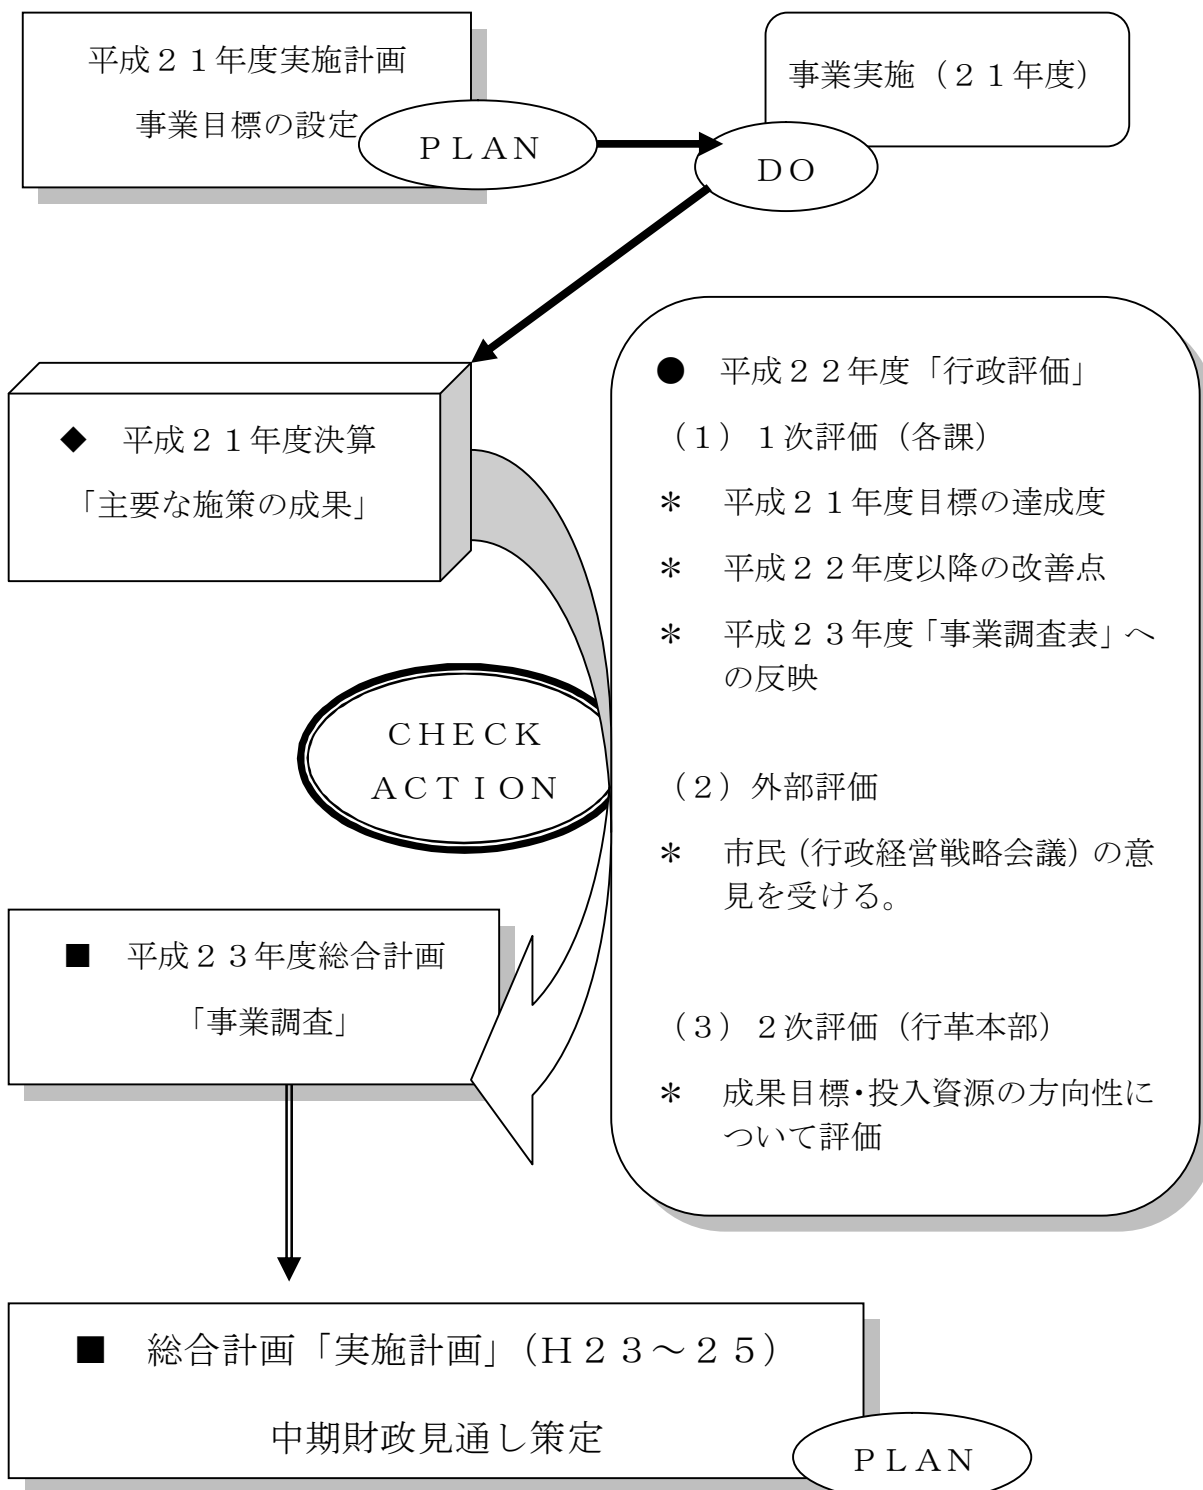 平成２１年度実施計画
事業目標の設定
ＰＬＡＮ
事業実施（２１年度）
ＤＯ
◆　平成２１年度決算
「主要な施策の成果」
●　平成２２年度「行政評価」
（１）１次評価（各課）
＊　平成２１年度目標の達成度
＊　平成２２年度以降の改善点
＊　平成２３年度「事業調査表」へ
の反映
（２）外部評価
＊　市民（行政経営戦略会議）の意
見を受ける。
（３）２次評価（行革本部）
＊　成果目標・投入資源の方向性に
ついて評価
ＣＨＥＣＫ
ＡＣＴＩＯＮ
■　平成２３年度総合計画
「事業調査」
■　総合計画「実施計画」（Ｈ２３～２５）
中期財政見通し策定
ＰＬＡＮ